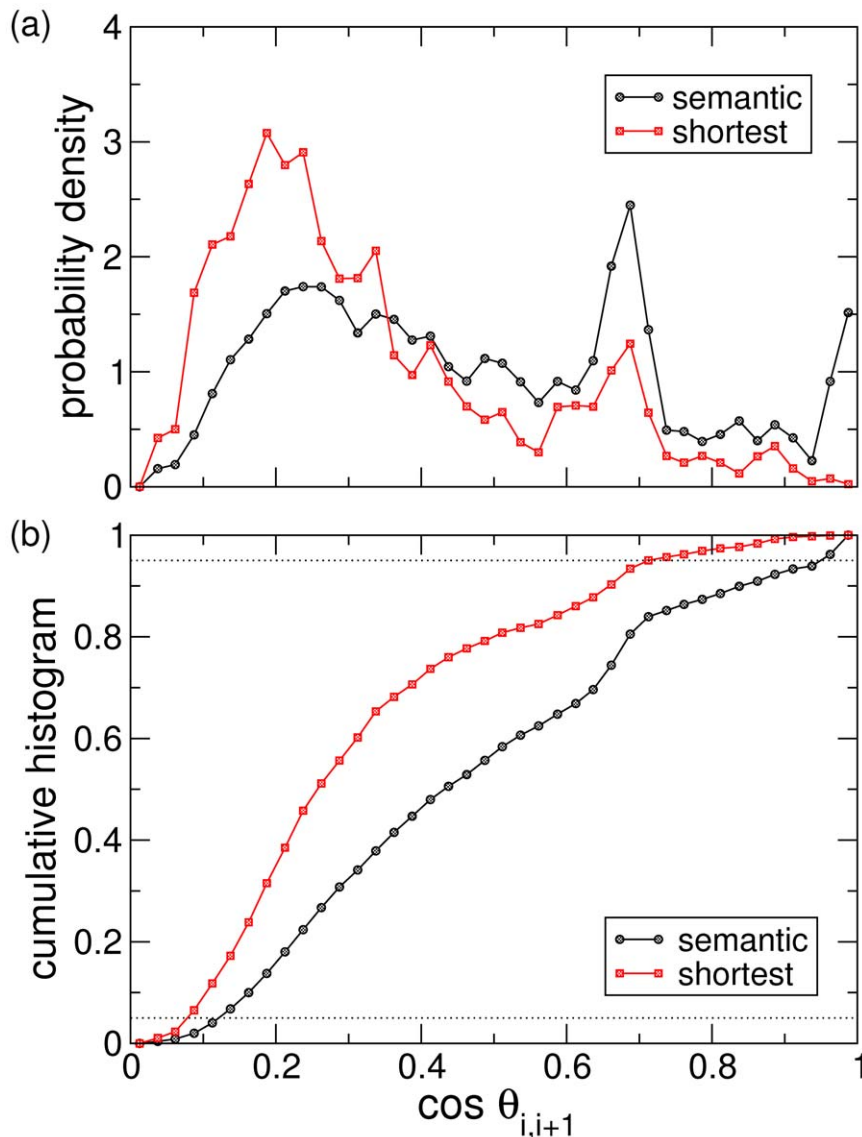 (a)
4
3
2
1
0
probability density
semantic
shortest
(b)
1
0.8
0.6
0.4
0.2
0
cumulative histogram
semantic
shortest
0 0.2 0.4 0.6 0.8 1
cos θi,i+1